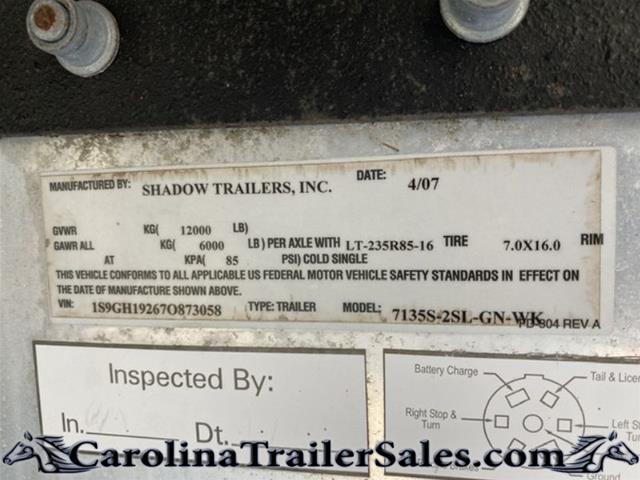 MANUFACTURED BY: SHADOW TRAILERS, INC. DATE: 4/07
GVWR KG( 12000 LB)
GAWR ALL KG( 6000 LB) PER AXLE WITH LT-235R85-16 TIRE 7.0X16.0 RIM
AT KPA( 85 PSI) COLD SINGLE
THIS VEHICLE CONFORMS TO ALL APPLICABLE US FEDERAL MOTOR VEHICLE SAFETY STANDARDS IN EFFECT ON
THE DATE OF MANUFACTURE SHOWN ABOVE.
VIN: 1S9GH19267O873058 TYPE: TRAILER MODEL: 7135S-2SL-GN-WK
PD-804 REV A
Inspected By:
In. Dt.
Battery Charge
Tail & Lice
Right Stop &
Turn
Left St
Turn
Brakes
Ground
CarolinaTrailerSales.com